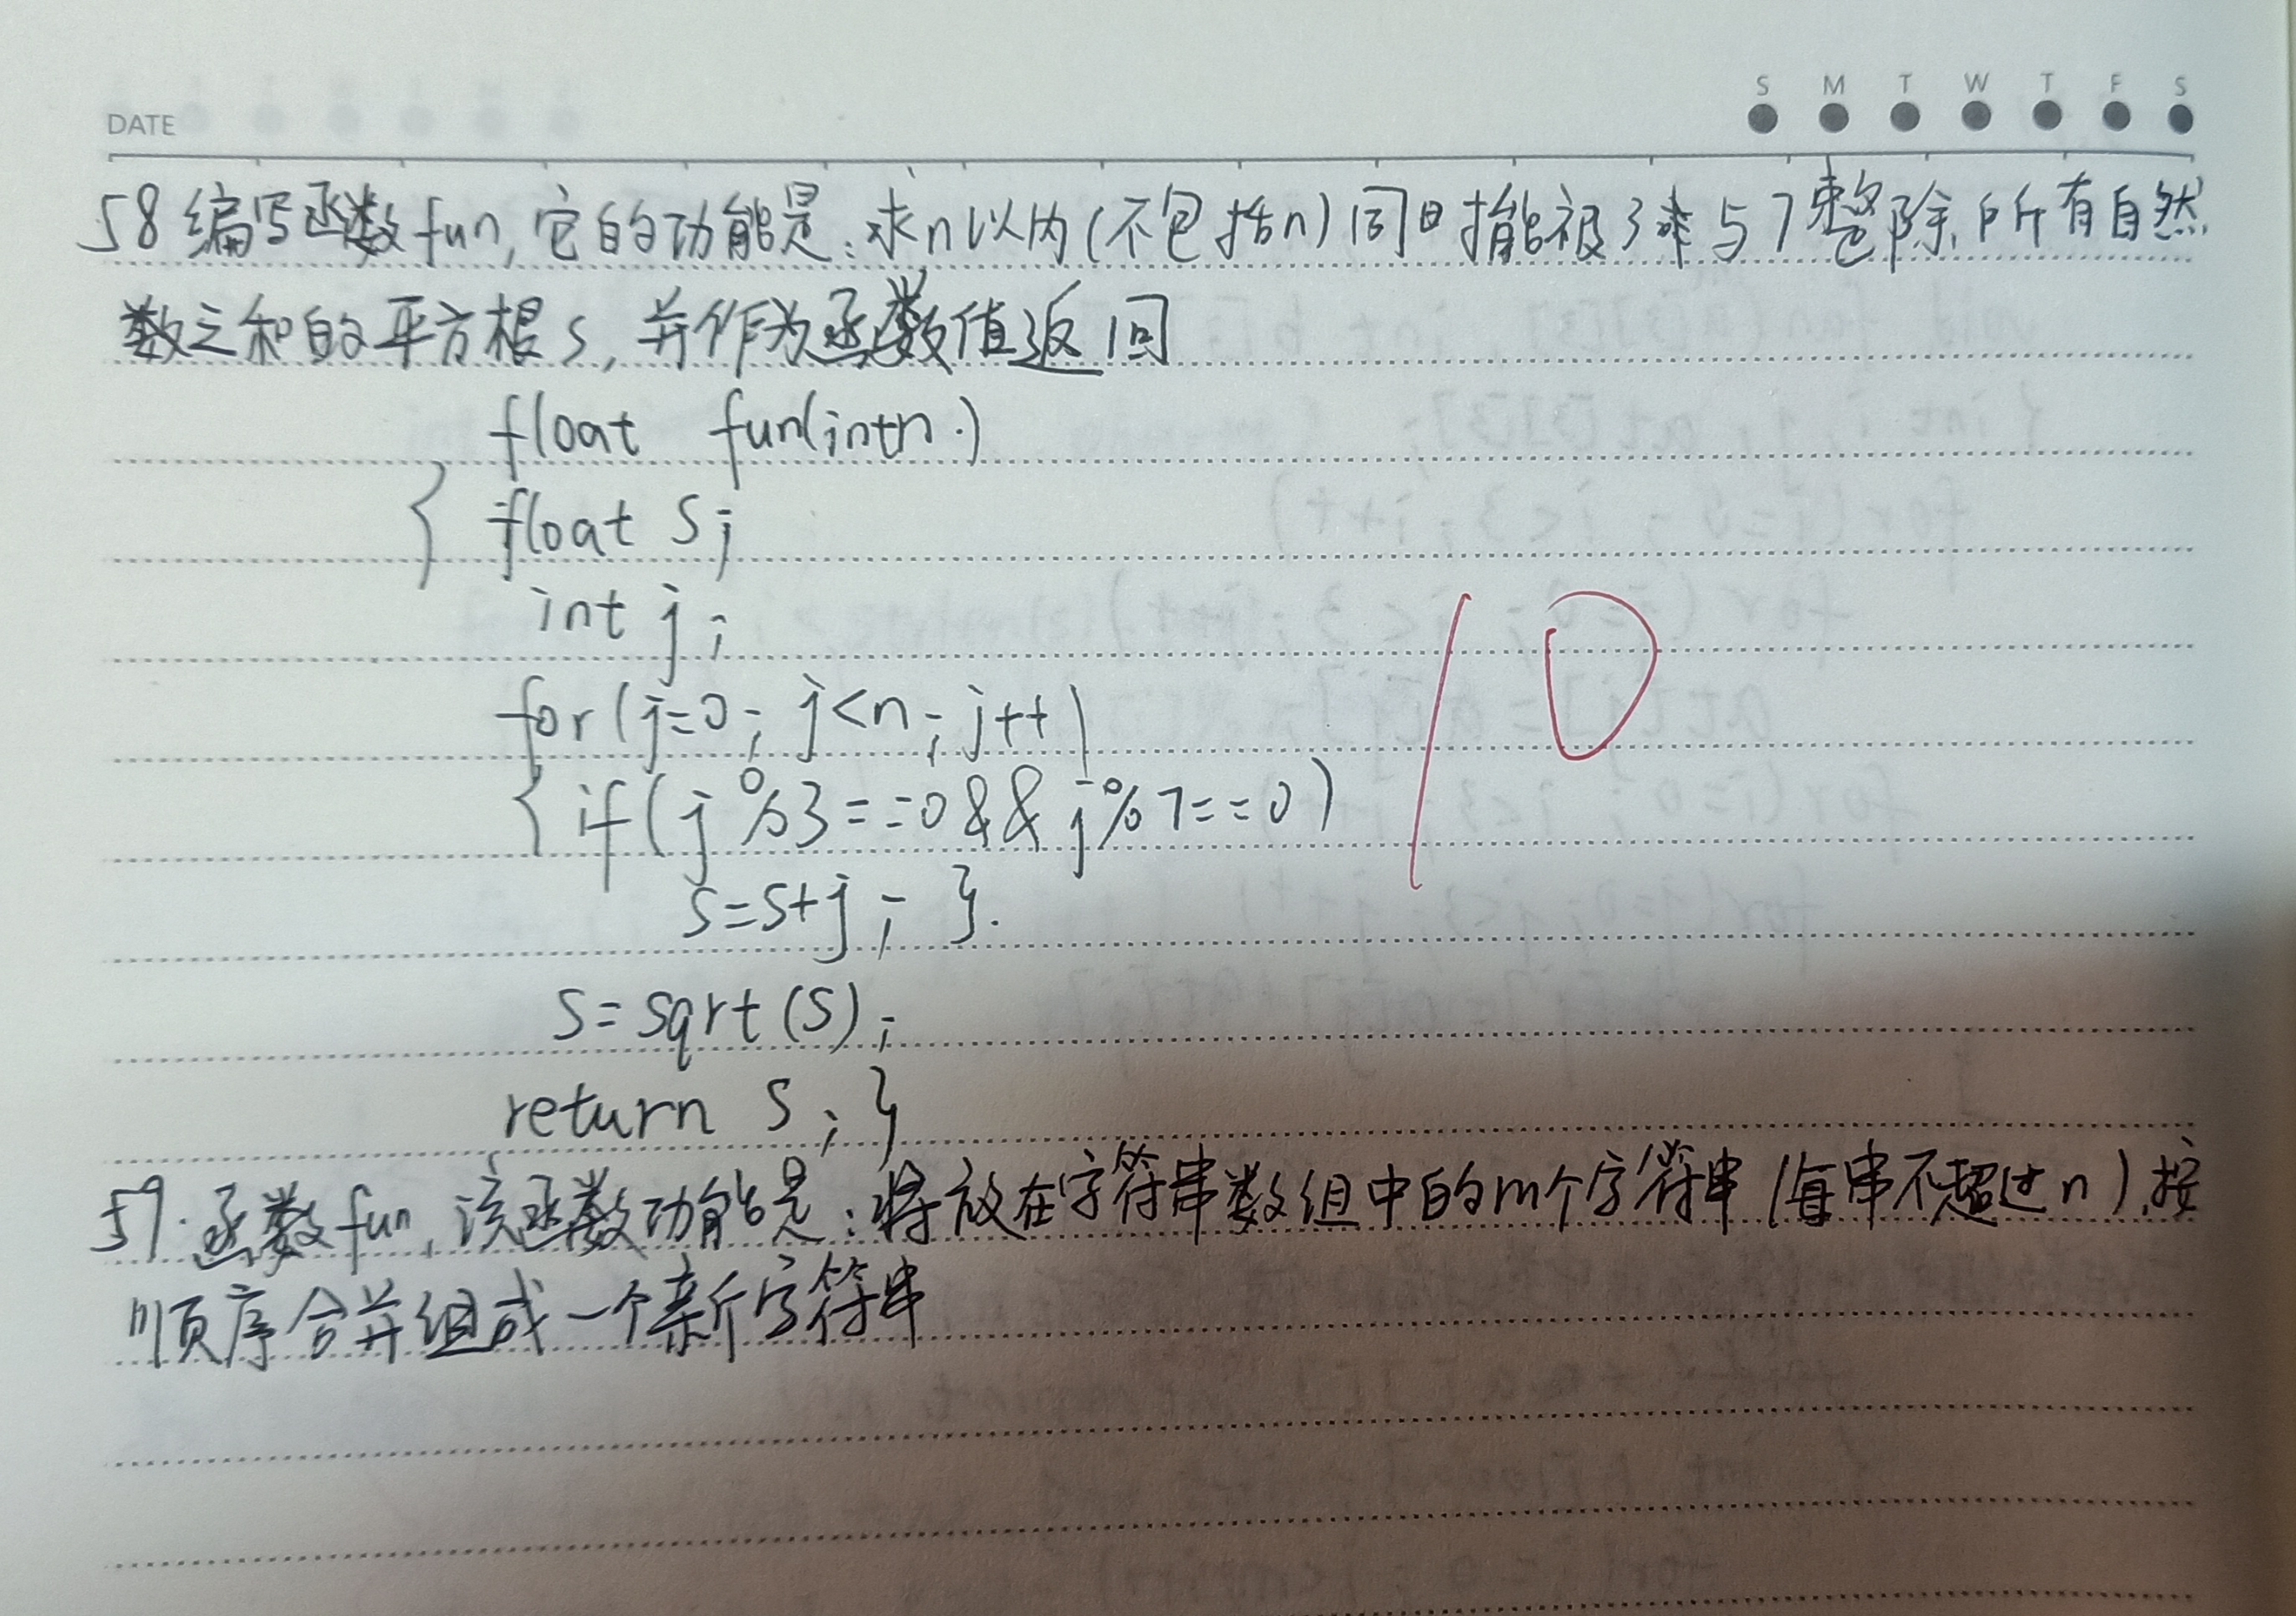 DATE
S M T W T F S
58 编写函数fun, 它的功能是:求n以内(不包括n)同时能被3与7整除所有自然
数之和的平方根s, 并作为函数值返回
float fun(int n.)
{ float s;
int j;
for(j=0; j<n; j++)
{ if(j%3==0&&j%7==0)
s=s+j; }.
s=sqrt(s);
return s;}
10
59.函数fun, 该函数功能是:将放在字符串数组中的m个字符串(每串不超过n),按
顺序合并组成一个新字符串